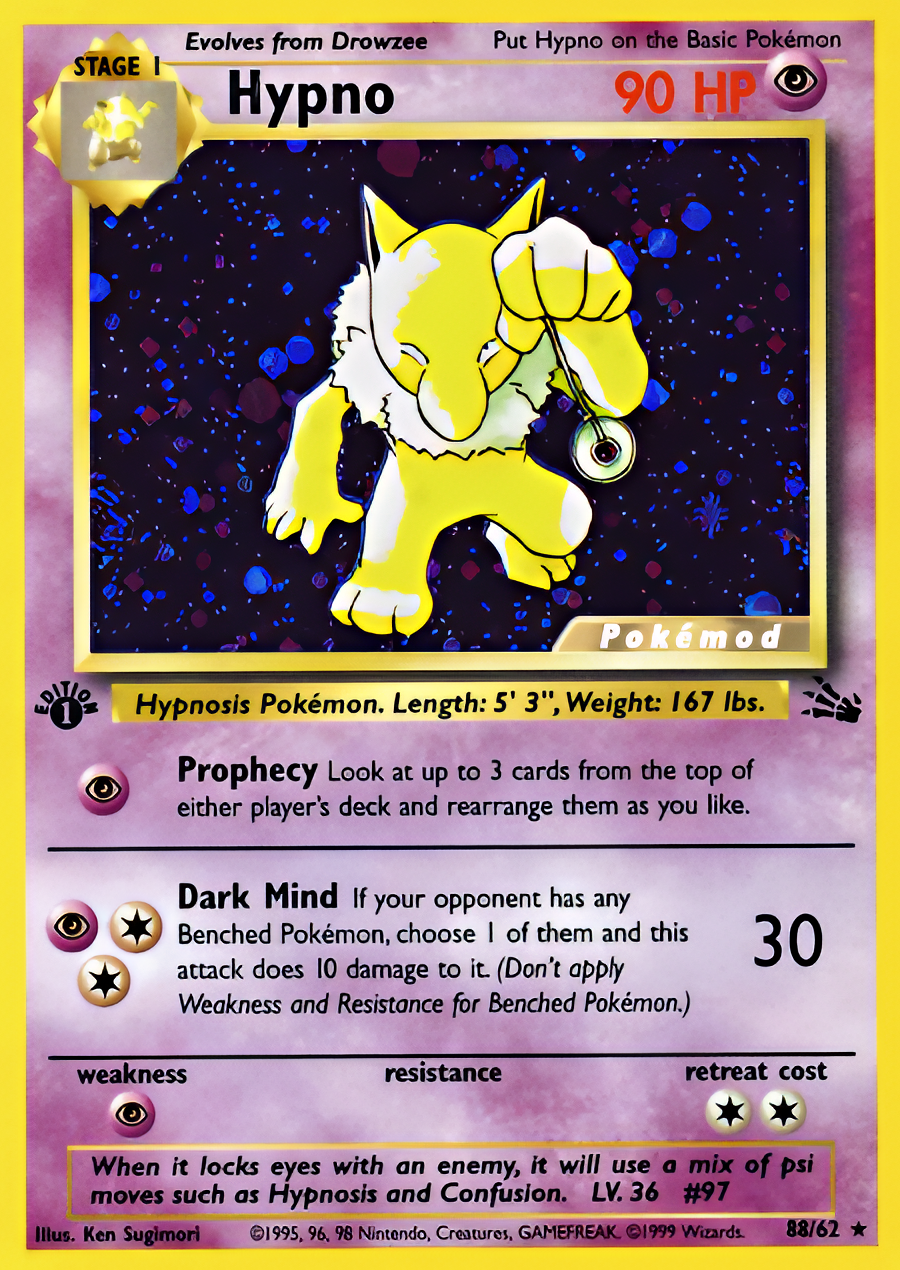 Evolves from Drowzee Put Hypno on the Basic Pokémon
STAGE 1
Hypno 90 HP
Pokémod
EDITION
1
Hypnosis Pokémon. Length: 5' 3", Weight: 167 lbs.
Prophecy Look at up to 3 cards from the top of
either player's deck and rearrange them as you like.
Dark Mind If your opponent has any
Benched Pokémon, choose 1 of them and this
attack does 10 damage to it. (Don't apply
Weakness and Resistance for Benched Pokémon.)
30
weakness resistance retreat cost
When it locks eyes with an enemy, it will use a mix of psi
moves such as Hypnosis and Confusion. LV. 36 #97
Illus. Ken Sugimori ©1995, 96, 98 Nintendo, Creatures, GAMEFREAK. ©1999 Wizards. 88/62 ★